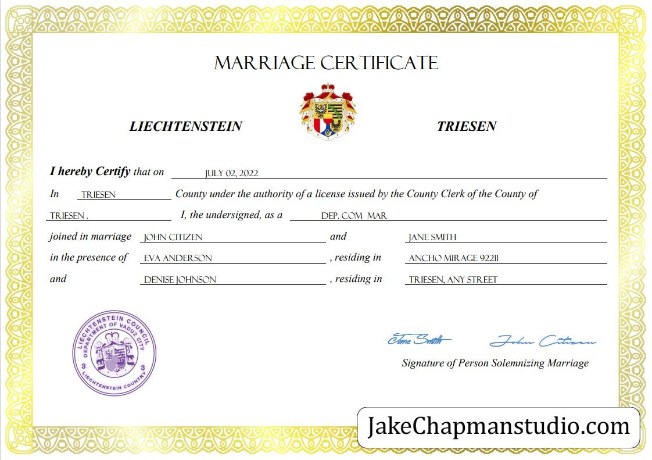 MARRIAGE CERTIFICATE
LIECHTENSTEIN TRIESEN
I hereby Certify that on JULY 02, 2022
In TRIESEN County under the authority of a license issued by the County Clerk of the County of
TRIESEN , I, the undersigned, as a DEP. COM MAR
joined in marriage JOHN CITIZEN and JANE SMITH
in the presence of EVA ANDERSON , residing in ANCHO MIRAGE 92211
and DENISE JOHNSON , residing in TRIESEN, ANY STREET
LIECHTENSTEIN COUNCIL
DEPARTMENT OF VADUZ CITY
LIECHTENSTEIN COUNTRY
Smith John Citizen
Signature of Person Solemnizing Marriage
JakeChapmanstudio.com